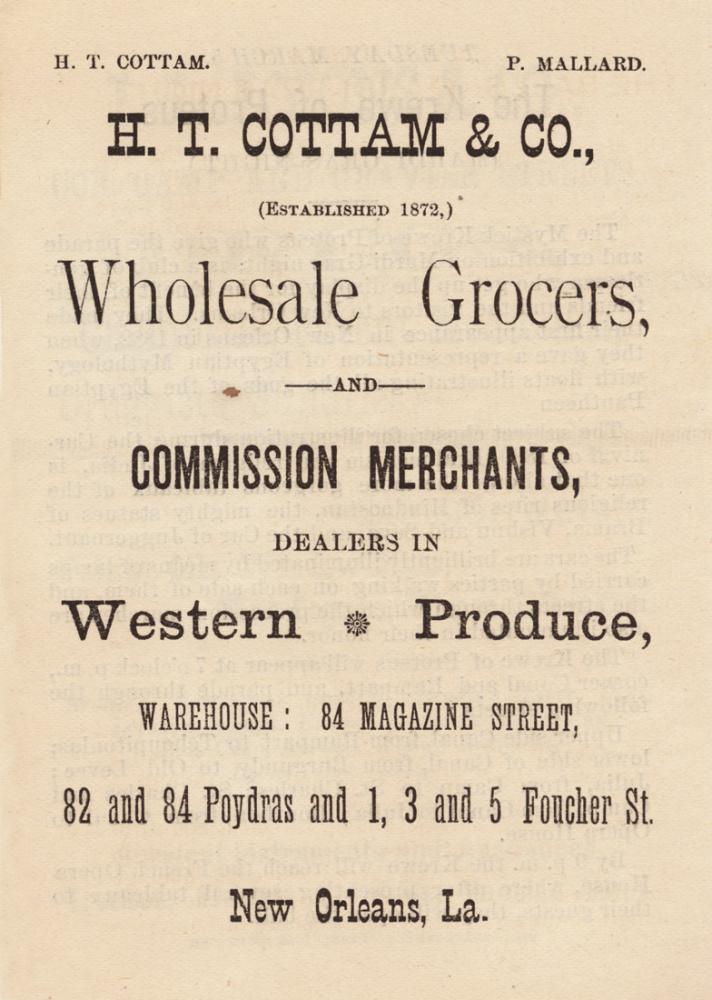 H. T. COTTAM. P. MALLARD.
H. T. COTTAM & CO.,
(ESTABLISHED 1872,)
Wholesale Grocers,
—AND—
COMMISSION MERCHANTS,
DEALERS IN
Western Produce,
WAREHOUSE : 84 MAGAZINE STREET,
82 and 84 Poydras and 1, 3 and 5 Foucher St.
New Orleans, La.